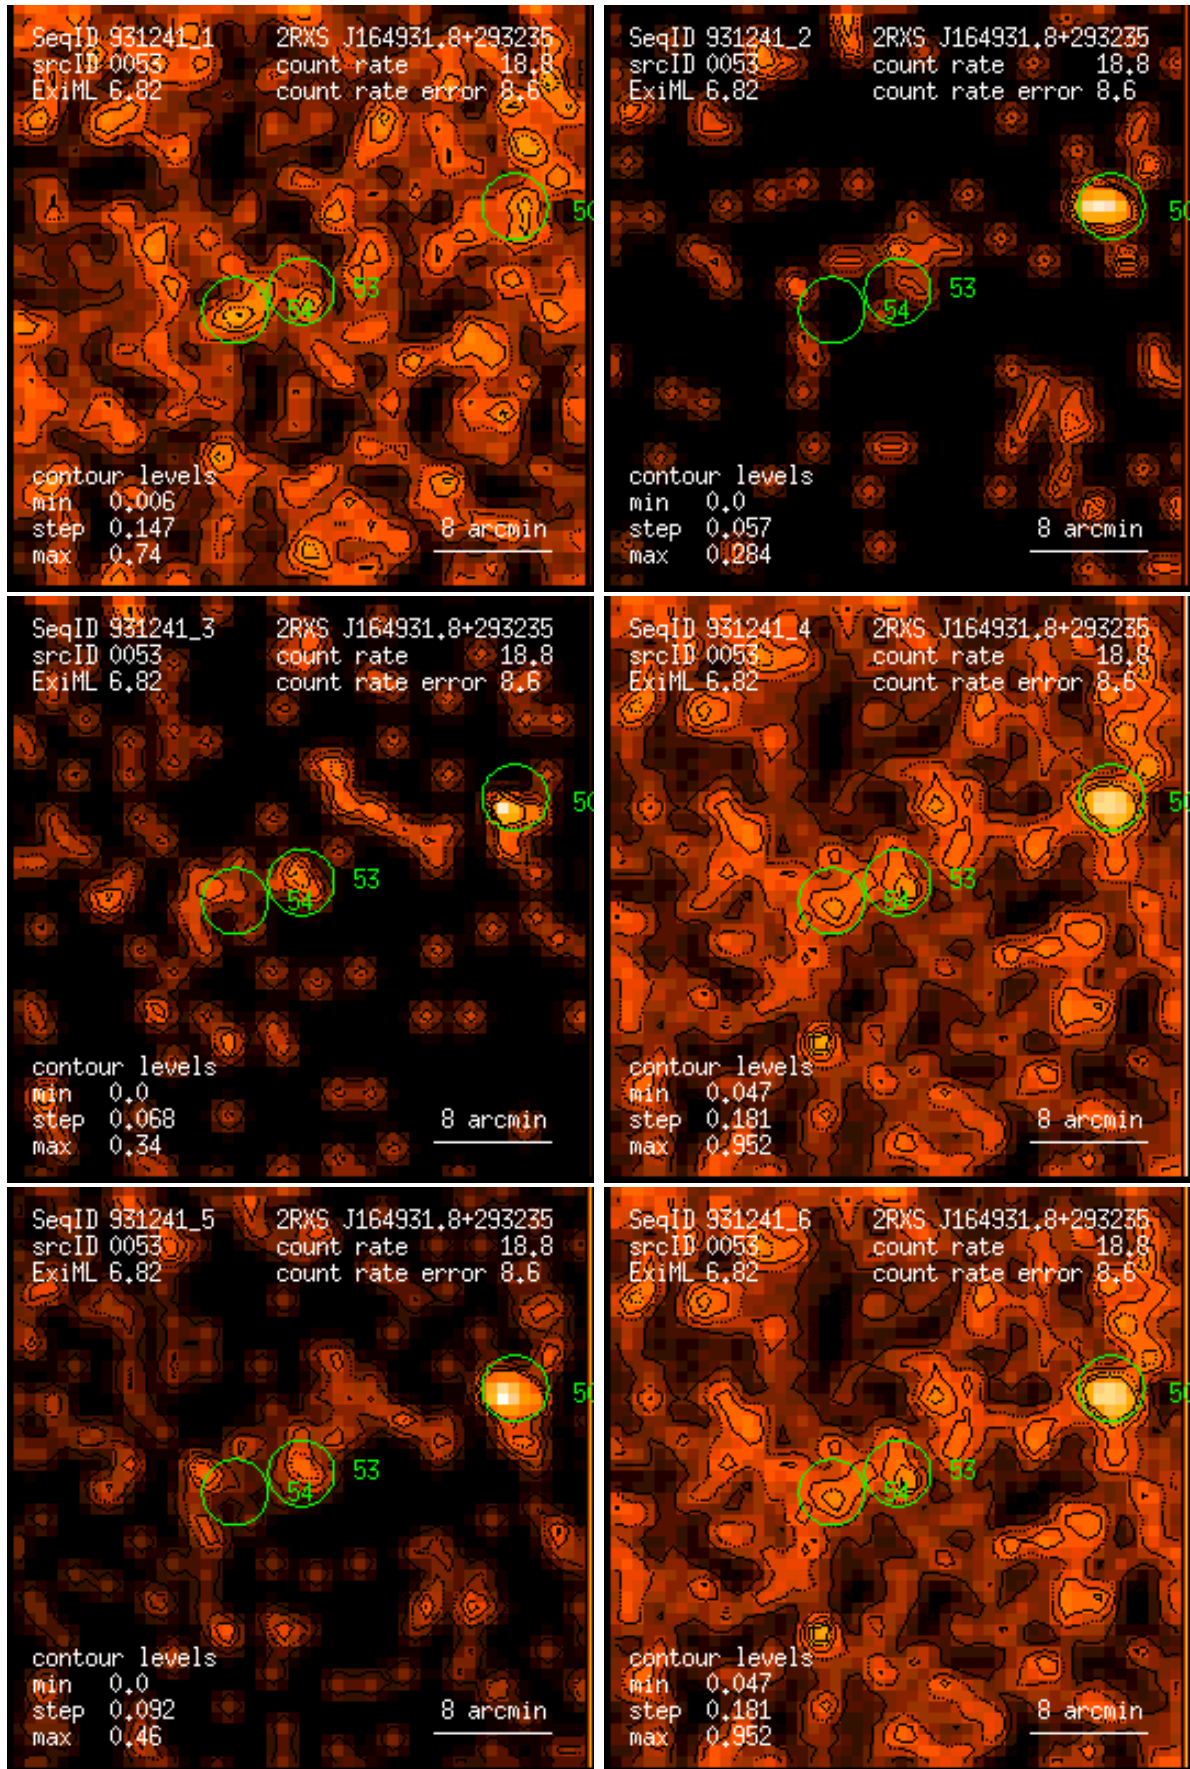 SeqID 931241_1 2RXS J164931.8+293235
srcID 0053 count rate 18.8
ExiML 6.82 count rate error 8.6
50
53
54
contour levels
min 0.006
step 0.147 8 arcmin
max 0.74
SeqID 931241_2 2RXS J164931.8+293235
srcID 0053 count rate 18.8
ExiML 6.82 count rate error 8.6
50
53
54
contour levels
min 0.0
step 0.057 8 arcmin
max 0.284
SeqID 931241_3 2RXS J164931.8+293235
srcID 0053 count rate 18.8
ExiML 6.82 count rate error 8.6
50
53
54
contour levels
min 0.0
step 0.068 8 arcmin
max 0.34
SeqID 931241_4 2RXS J164931.8+293235
srcID 0053 count rate 18.8
ExiML 6.82 count rate error 8.6
50
53
54
contour levels
min 0.047
step 0.181 8 arcmin
max 0.952
SeqID 931241_5 2RXS J164931.8+293235
srcID 0053 count rate 18.8
ExiML 6.82 count rate error 8.6
50
53
54
contour levels
min 0.0
step 0.092 8 arcmin
max 0.46
SeqID 931241_6 2RXS J164931.8+293235
srcID 0053 count rate 18.8
ExiML 6.82 count rate error 8.6
50
53
54
contour levels
min 0.047
step 0.181 8 arcmin
max 0.952